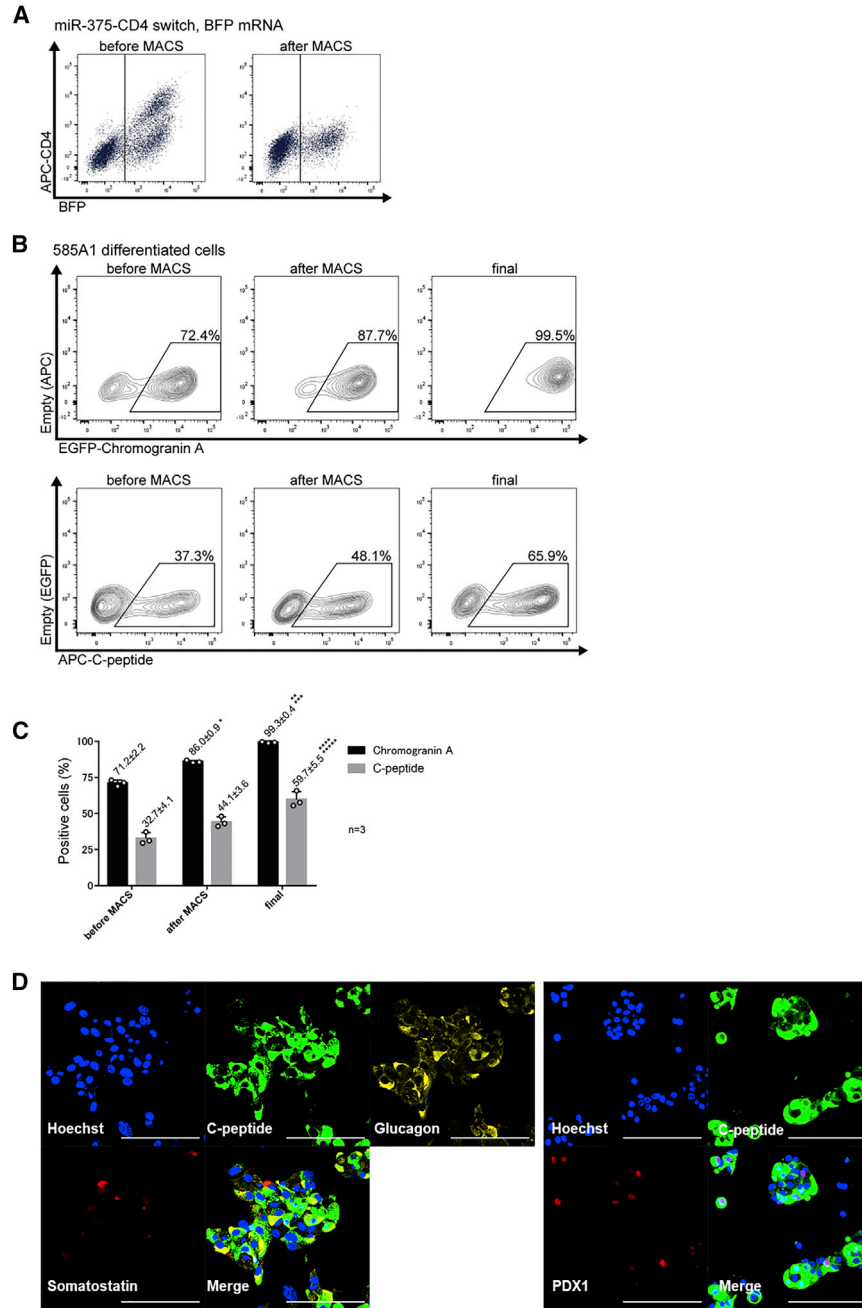 A
miR-375-CD4 switch, BFP mRNA
before MACS
after MACS
APC-CD4
BFP
B
585A1 differentiated cells
before MACS
after MACS
final
72.4%
87.7%
99.5%
Empty (APC)
EGFP-Chromogranin A
before MACS
after MACS
final
37.3%
48.1%
65.9%
Empty (EGFP)
APC-C-peptide
C
Positive cells (%)
100
75
50
25
0
71.2±2.2
32.7±4.1
86.0±0.9 *
44.1±3.6
99.3±0.4
59.7±5.5
before MACS
after MACS
final
Chromogranin A
C-peptide
n=3
D
Hoechst
C-peptide
Glucagon
Somatostatin
Merge
Hoechst
C-peptide
PDX1
Merge